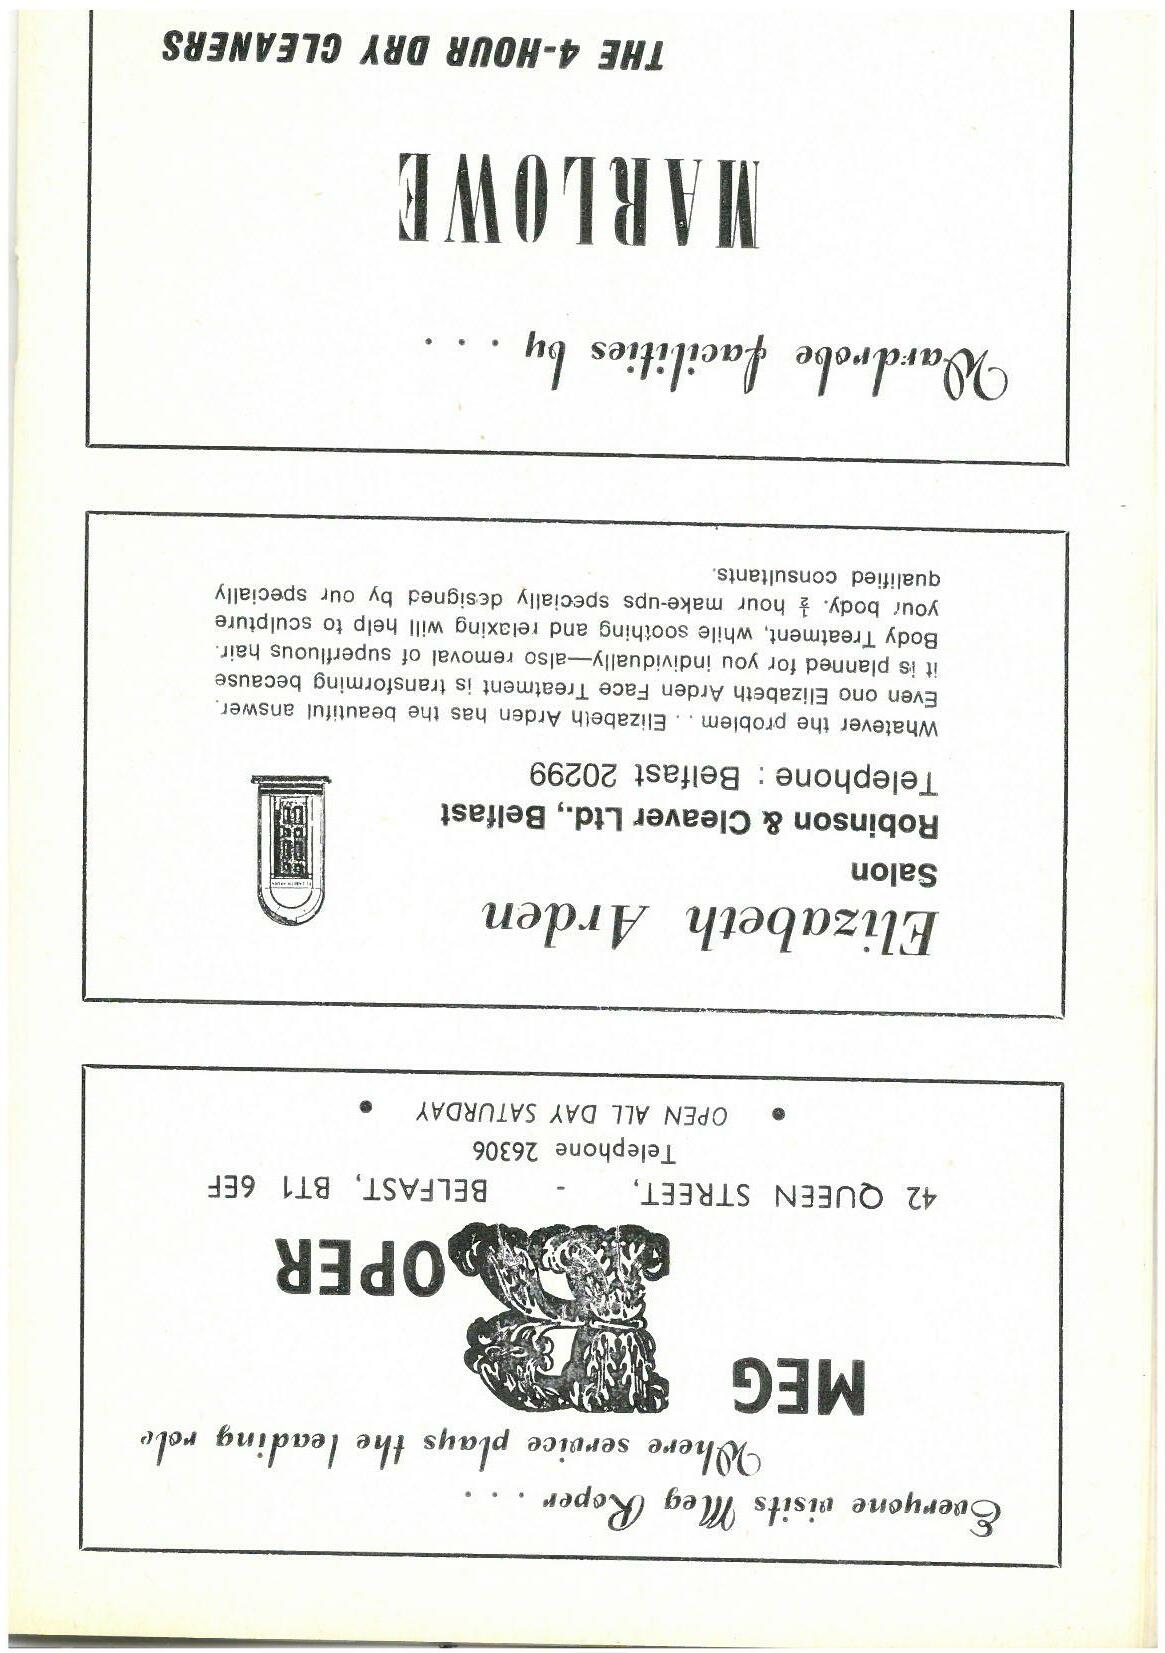 Everyone visits Meg Roper . . . .
Where service plays the leading role
MEG ROPER
42 QUEEN STREET, - BELFAST, BT1 6EF
Telephone 26306
● OPEN ALL DAY SATURDAY ●
Elizabeth Arden
Salon
Robinson & Cleaver Ltd., Belfast
Telephone : Belfast 20299
Whatever the problem . . Elizabeth Arden has the beautiful answer.
Even ono Elizabeth Arden Face Treatment is transforming because
it is planned for you individually—also removal of superfluous hair.
Body Treatment, while soothing and relaxing will help to sculpture
your body. ½ hour make-ups specially designed by our specially
qualified consultants.
Wardrobe facilities by . . . .
MARLOWE
THE 4-HOUR DRY CLEANERS